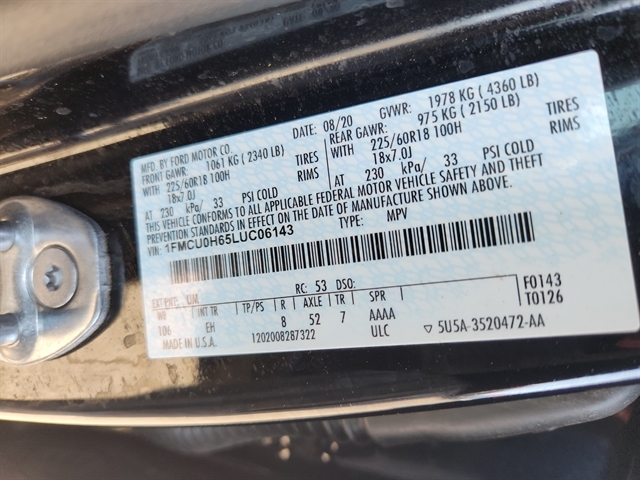 MFD. BY FORD MOTOR CO.
DATE: 08/20 GVWR: 1978 KG ( 4360 LB)
FRONT GAWR: 1061 KG ( 2340 LB)
REAR GAWR: 975 KG ( 2150 LB)
WITH 225/60R18 100H TIRES
WITH 225/60R18 100H TIRES
18x7.0J RIMS
18x7.0J RIMS
AT 230 kPa/ 33 PSI COLD
AT 230 kPa/ 33 PSI COLD
THIS VEHICLE CONFORMS TO ALL APPLICABLE FEDERAL MOTOR VEHICLE SAFETY AND THEFT
PREVENTION STANDARDS IN EFFECT ON THE DATE OF MANUFACTURE SHOWN ABOVE.
VIN: 1FMCU0H65LUC06143 TYPE: MPV
EXT PNT: RC: 53 DSO: F0143
WB TP/PS R AXLE TR SPR T0126
106 EH 8 52 7 AAAA
MADE IN U.S.A. 1202008287322 ULC ▽ 5U5A-3520472-AA